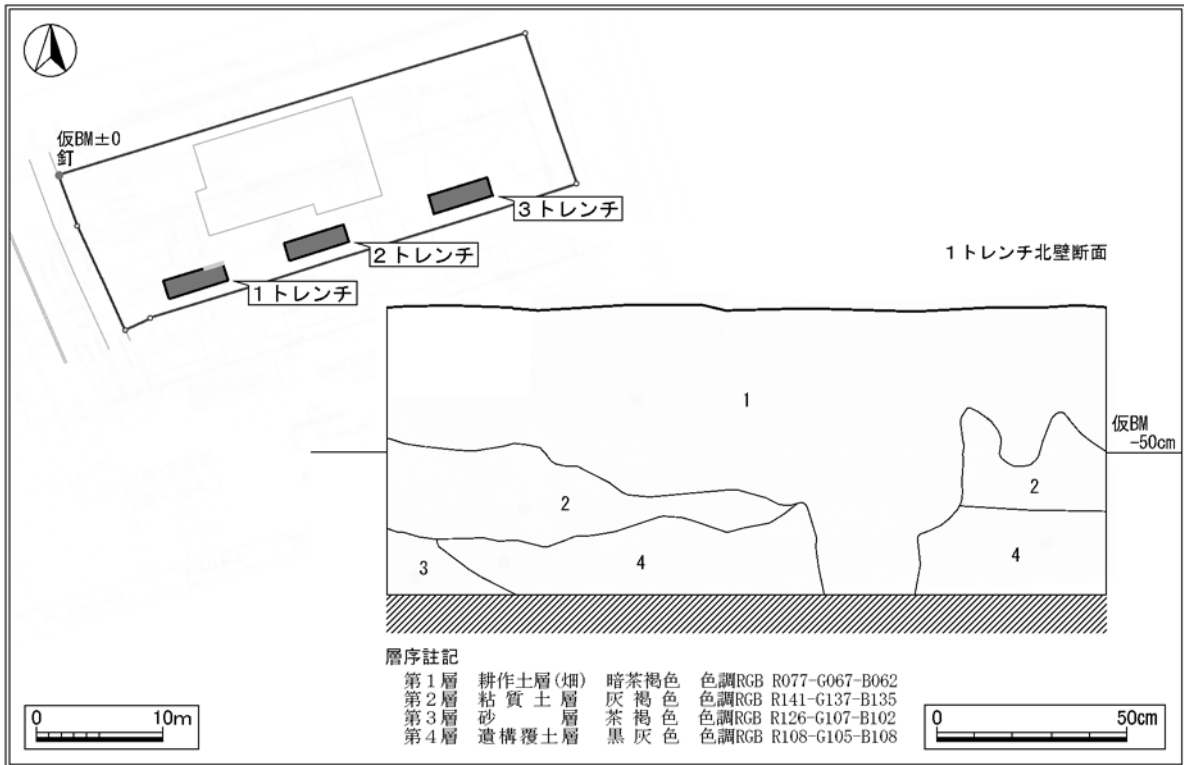 仮BM±0
釘
3トレンチ
2トレンチ
1トレンチ
1トレンチ北壁断面
1
仮BM
-50cm
2
2
3
4
4
層序註記
第1層 耕作土層(畑) 暗茶褐色 色調RGB R077-G067-B062
第2層 粘質土層 灰褐色 色調RGB R141-G137-B135
第3層 砂層 茶褐色 色調RGB R126-G107-B102
第4層 遺構覆土層 黒灰色 色調RGB R108-G105-B108
0 10m
0 50cm